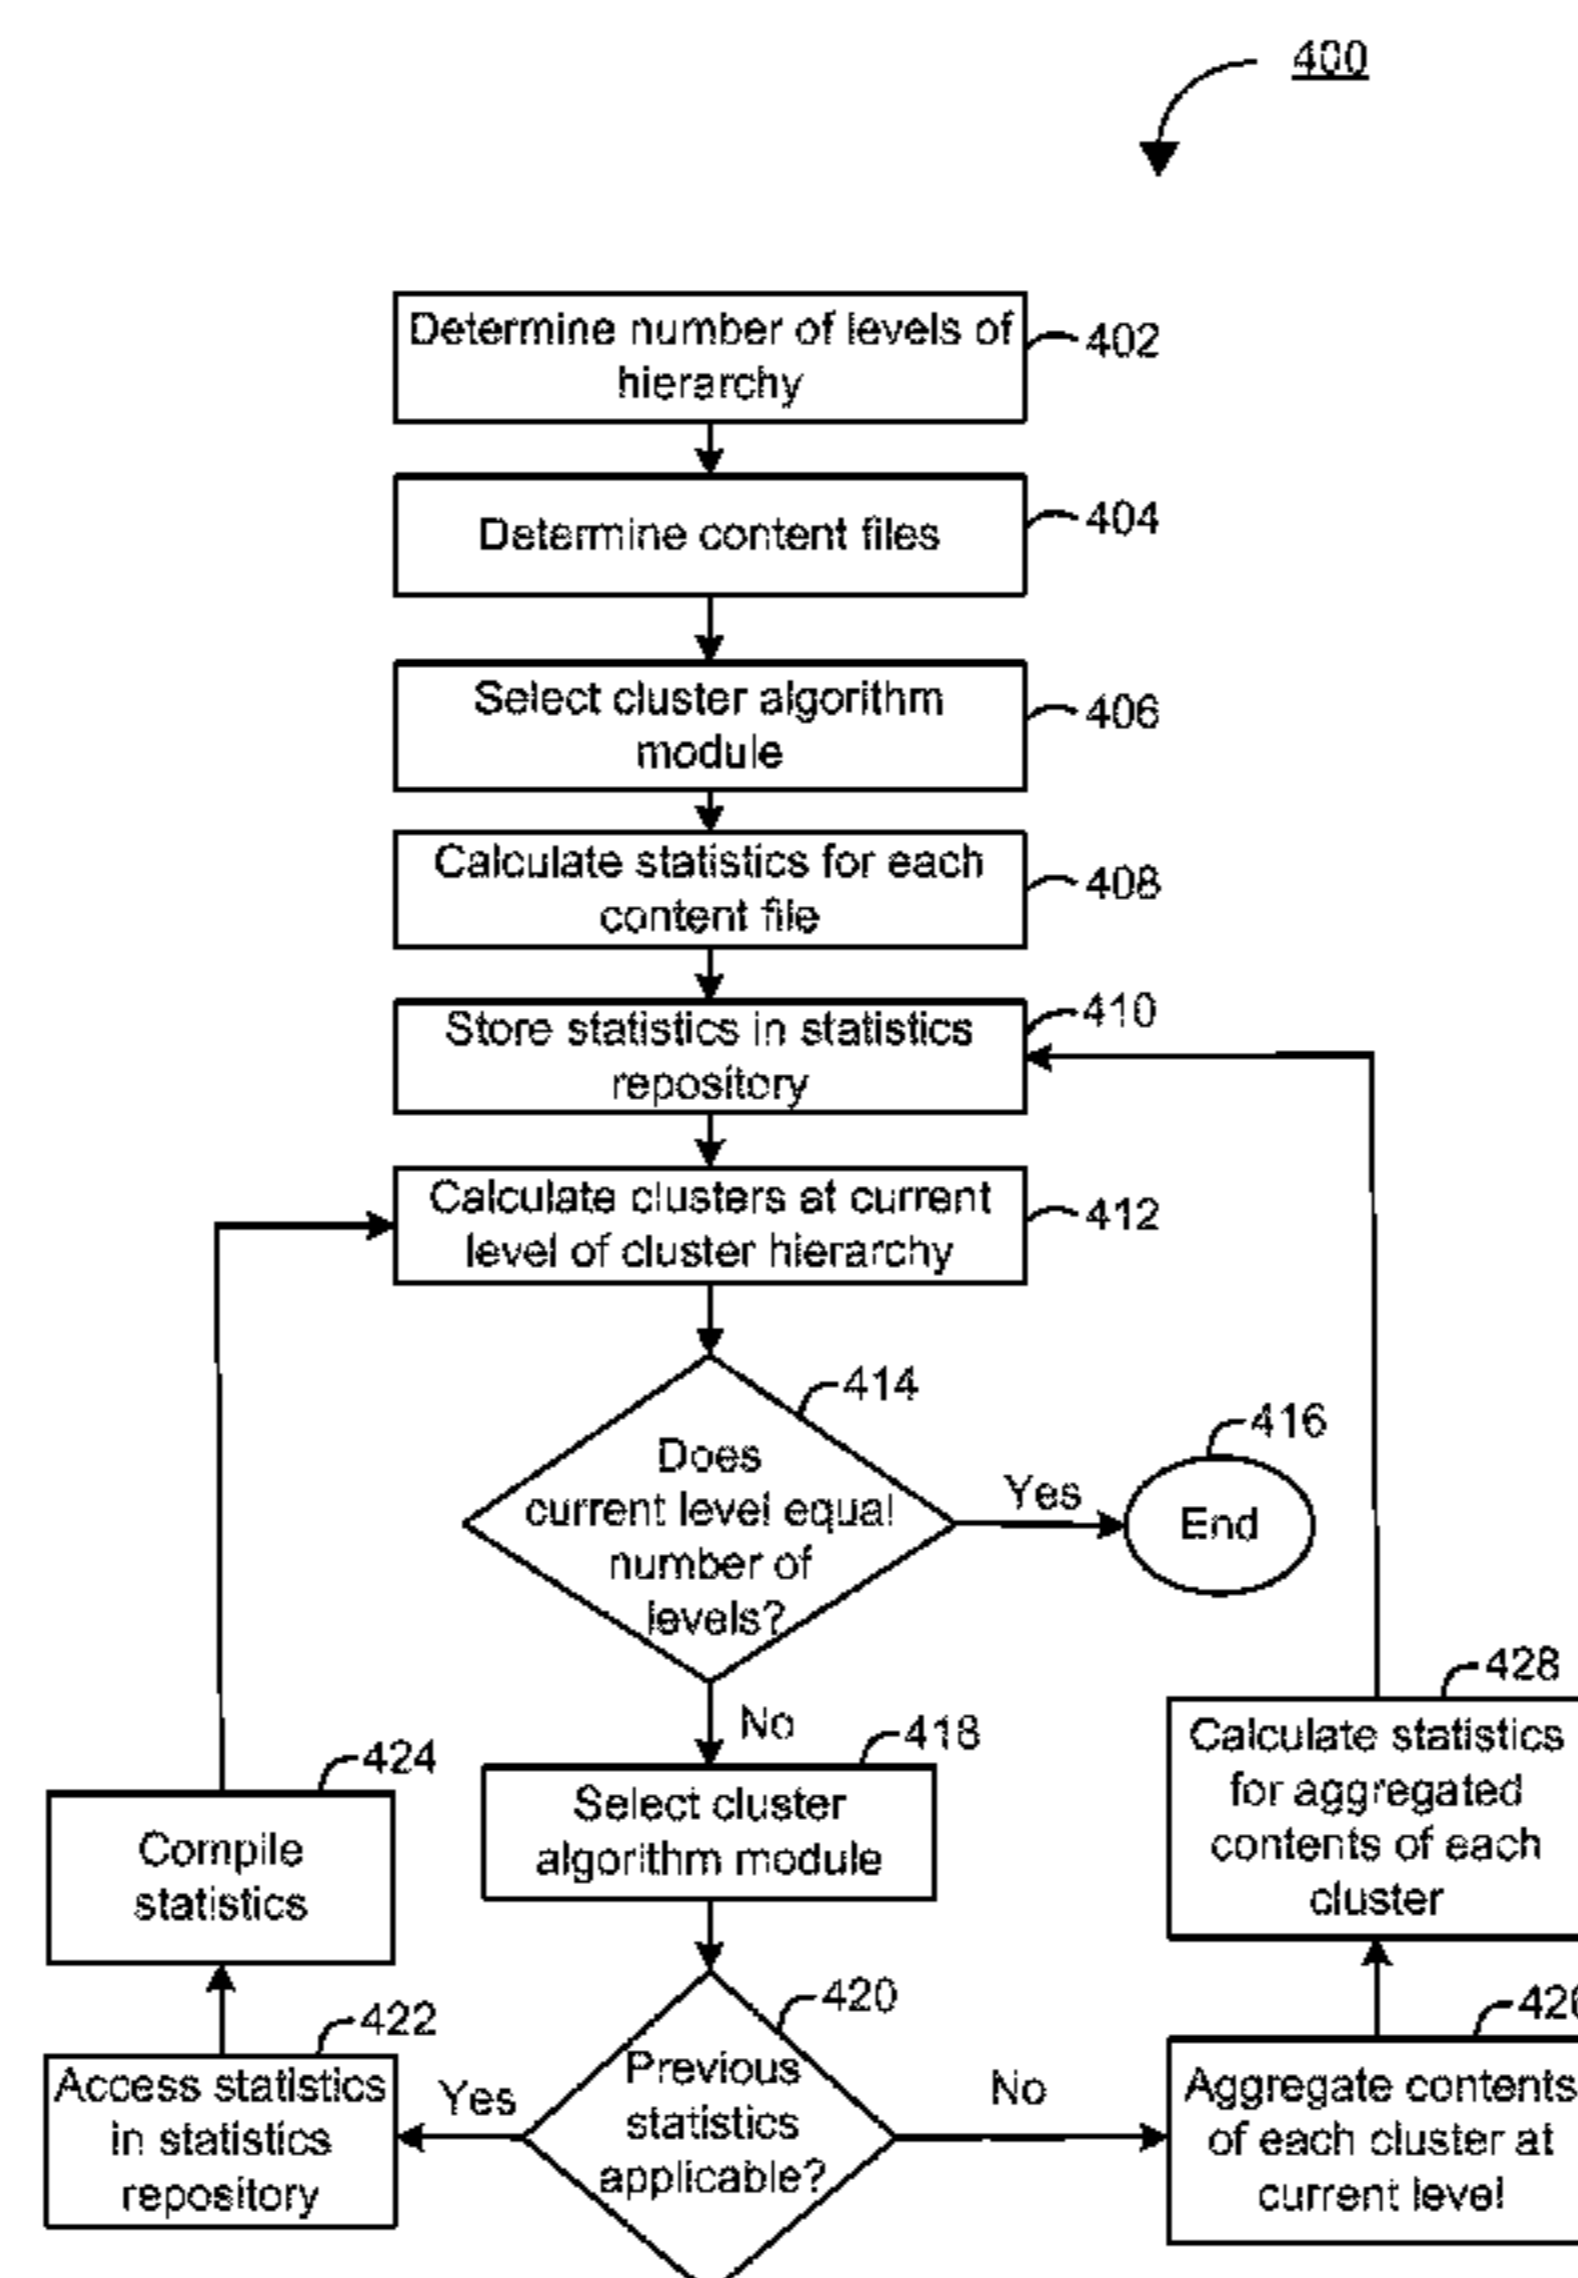 400
Determine number of levels of
hierarchy
402
Determine content files
404
Select cluster algorithm
module
406
Calculate statistics for each
content file
408
Store statistics in statistics
repository
410
Calculate clusters at current
level of cluster hierarchy
412
414
Does
current level equal
number of
levels?
Yes
416
End
No
418
Select cluster
algorithm module
424
Compile
statistics
428
Calculate statistics
for aggregated
contents of each
cluster
420
Previous
statistics
applicable?
Yes
422
Access statistics
in statistics
repository
No
426
Aggregate contents
of each cluster at
current level